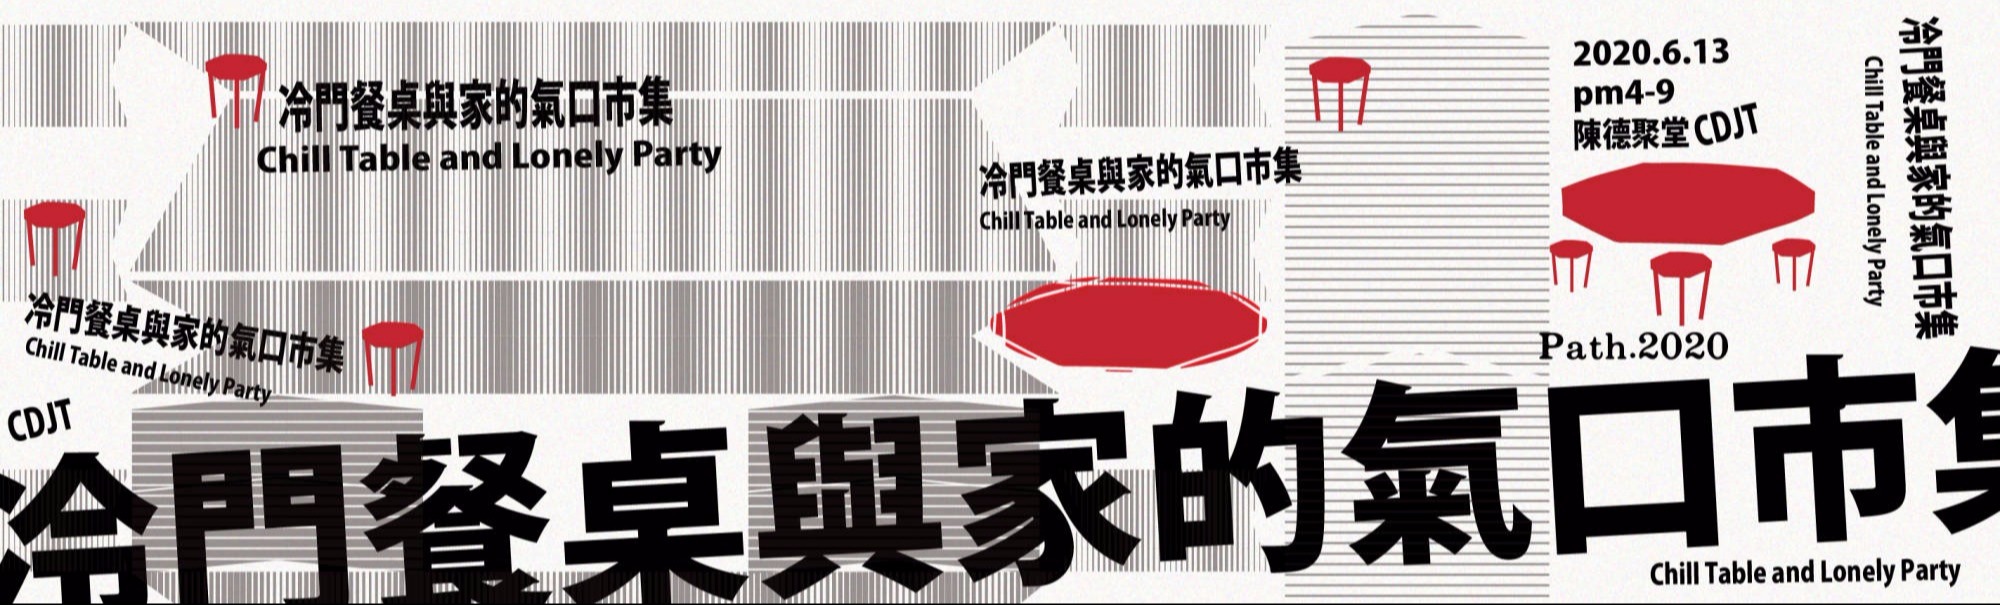 冷門餐桌與家的氣口市集
Chill Table and Lonely Party
冷門餐桌與家的氣口市集
Chill Table and Lonely Party
2020.6.13
pm4-9
陳德聚堂CDJT
冷門餐桌與家的氣口市集
Chill Table and Lonely Party
冷門餐桌與家的氣口市集
Chill Table and Lonely Party
Path.2020
CDJT
冷門餐桌與家的氣口市集
Chill Table and Lonely Party